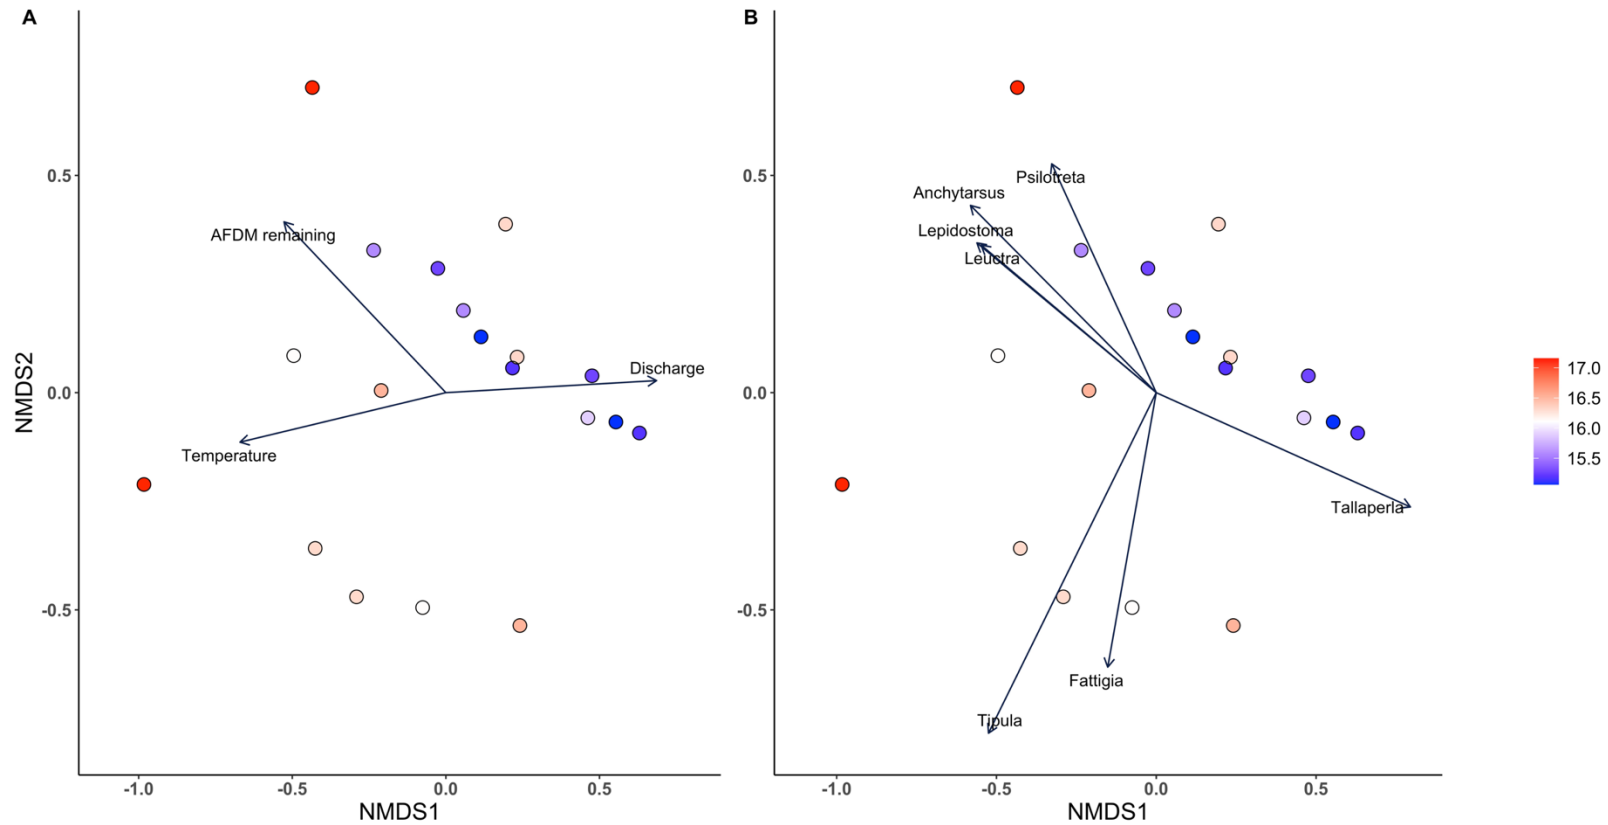 A
B
0.5
0.0
-0.5
NMDS2
AFDM remaining
Discharge
Temperature
-1.0
-0.5
0.0
0.5
NMDS1
0.5
0.0
-0.5
Psilotreta
Anchytarsus
Lepidostoma
Leuctra
Tallaperla
Fattigia
Tipula
-1.0
-0.5
0.0
0.5
NMDS1
17.0
16.5
16.0
15.5